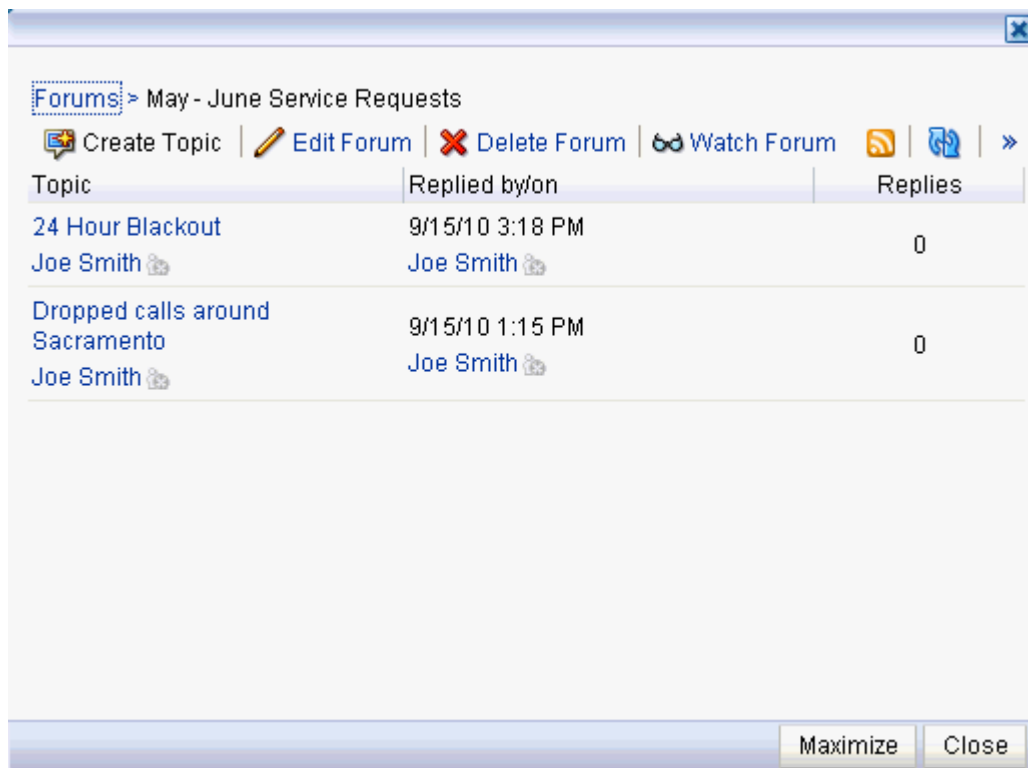 Forums > May - June Service Requests
Create Topic | Edit Forum | Delete Forum | Watch Forum | | »
Topic Replied by/on Replies
24 Hour Blackout 9/15/10 3:18 PM
0
Joe Smith Joe Smith
Dropped calls around
Sacramento
9/15/10 1:15 PM
0
Joe Smith
Joe Smith
Maximize Close